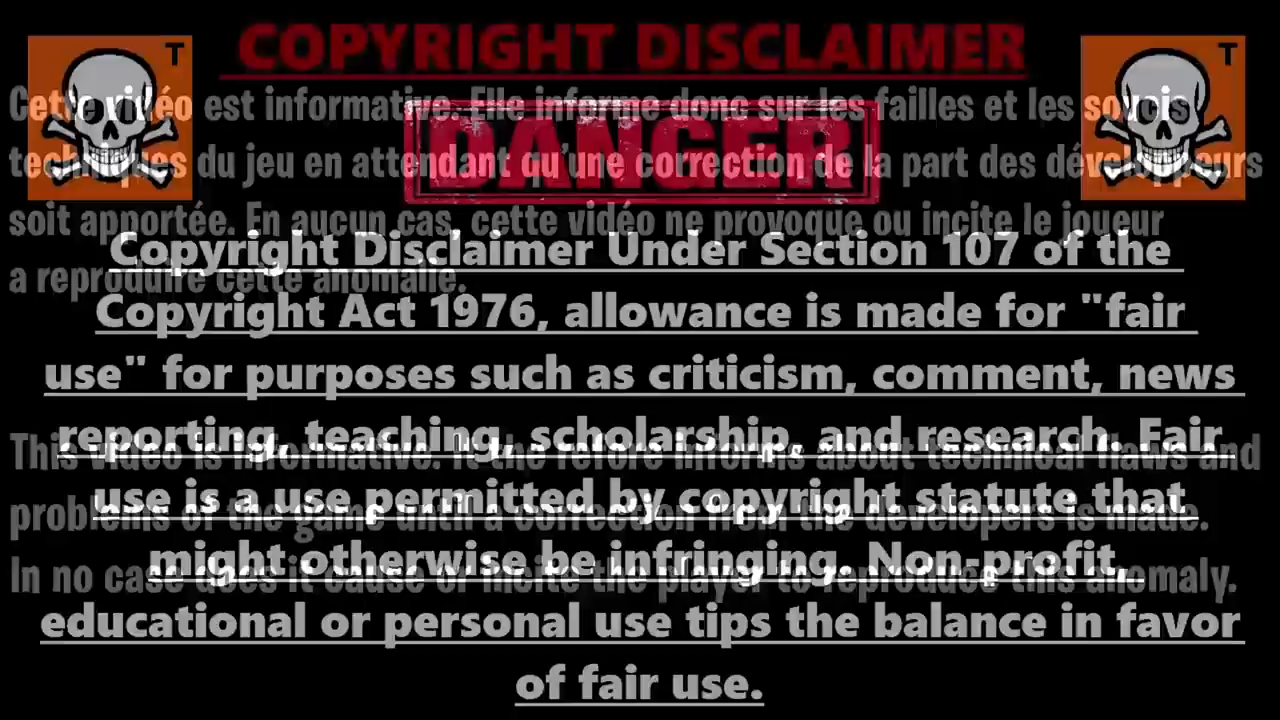 COPYRIGHT DISCLAIMER
T
T
DANGER
Cette vidéo est informative. Elle informe donc sur les failles et les soucis
techniques du jeu en attendant qu'une correction de la part des développeurs
soit apportée. En aucun cas, cette vidéo ne provoque ou incite le joueur
a reproduire cette anomalie.
Copyright Disclaimer Under Section 107 of the
Copyright Act 1976, allowance is made for "fair
use" for purposes such as criticism, comment, news
reporting, teaching, scholarship, and research. Fair
use is a use permitted by copyright statute that
might otherwise be infringing. Non-profit,
educational or personal use tips the balance in favor
of fair use.
This video is informative. It the refore informs about technical flaws and
problems of the game until a correction from the developers is made.
In no case does it cause or incite the player to reproduce this anomaly.